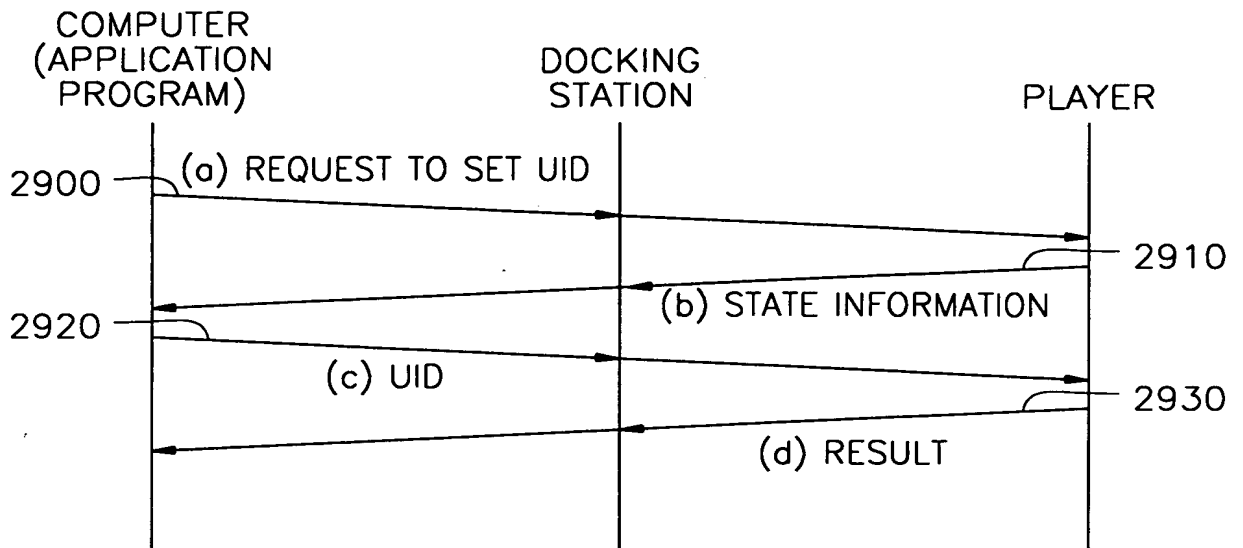 COMPUTER
(APPLICATION
PROGRAM)
DOCKING
STATION
PLAYER
(a) REQUEST TO SET UID
2900
2910
(b) STATE INFORMATION
2920
(c) UID
2930
(d) RESULT